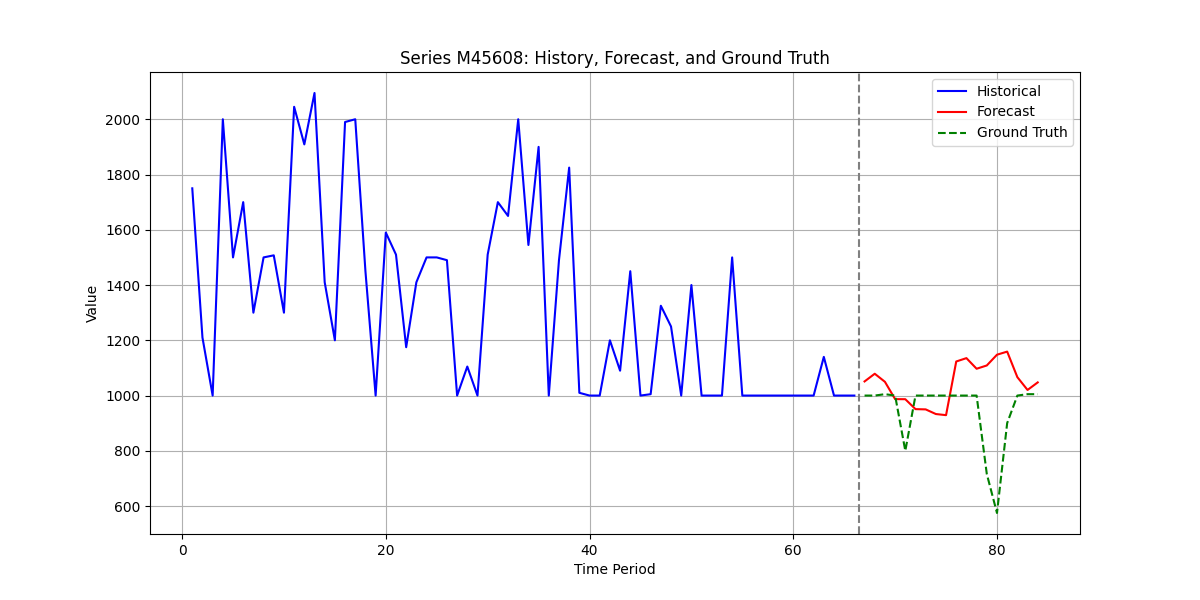 Series M45608: History, Forecast, and Ground Truth
Historical
Forecast
Ground Truth
Value
2000
1800
1600
1400
1200
1000
800
600
0
20
40
60
80
Time Period